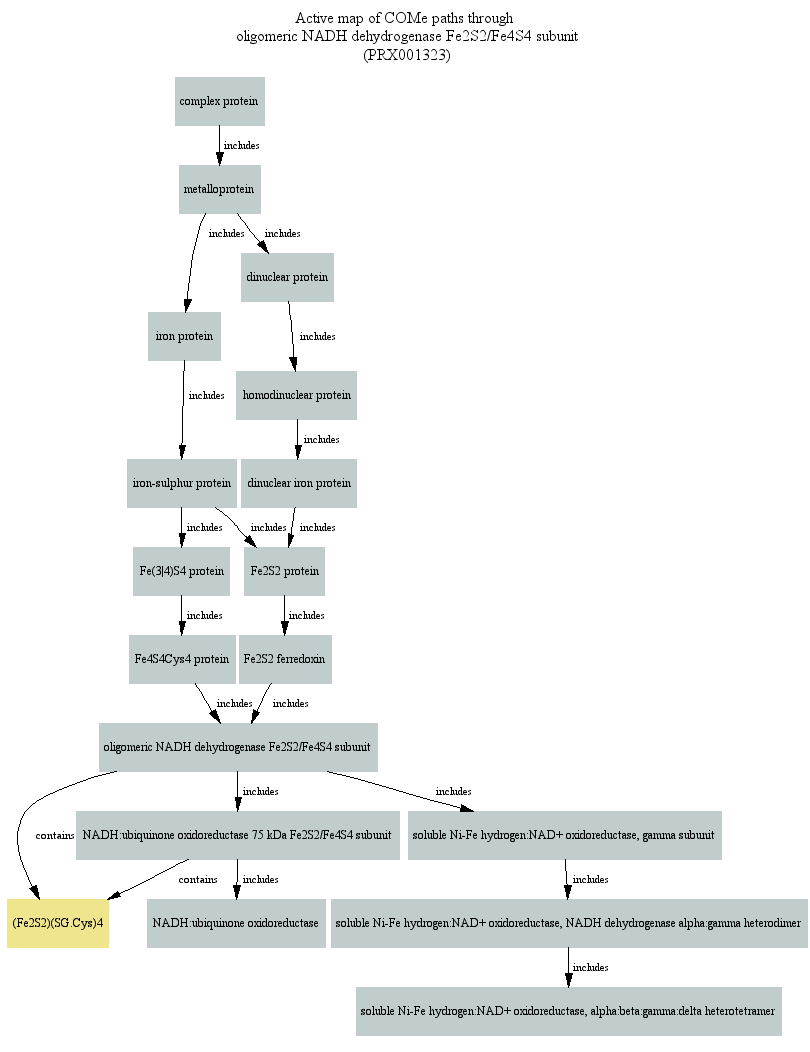 Active map of COMe paths through
oligomeric NADH dehydrogenase Fe2S2/Fe4S4 subunit
(PRX001323)
complex protein
includes
metalloprotein
includes
includes
dinuclear protein
iron protein
includes
includes
homodinuclear protein
includes
iron-sulphur protein
dinuclear iron protein
includes
includes
includes
Fe(3|4)S4 protein
Fe2S2 protein
includes
includes
Fe4S4Cys4 protein
Fe2S2 ferredoxin
includes
includes
oligomeric NADH dehydrogenase Fe2S2/Fe4S4 subunit
includes
includes
contains
NADH:ubiquinone oxidoreductase 75 kDa Fe2S2/Fe4S4 subunit
soluble Ni-Fe hydrogen:NAD+ oxidoreductase, gamma subunit
contains
includes
includes
(Fe2S2)(SG.Cys)4
NADH:ubiquinone oxidoreductase
soluble Ni-Fe hydrogen:NAD+ oxidoreductase, NADH dehydrogenase alpha:gamma heterodimer
includes
soluble Ni-Fe hydrogen:NAD+ oxidoreductase, alpha:beta:gamma:delta heterotetramer